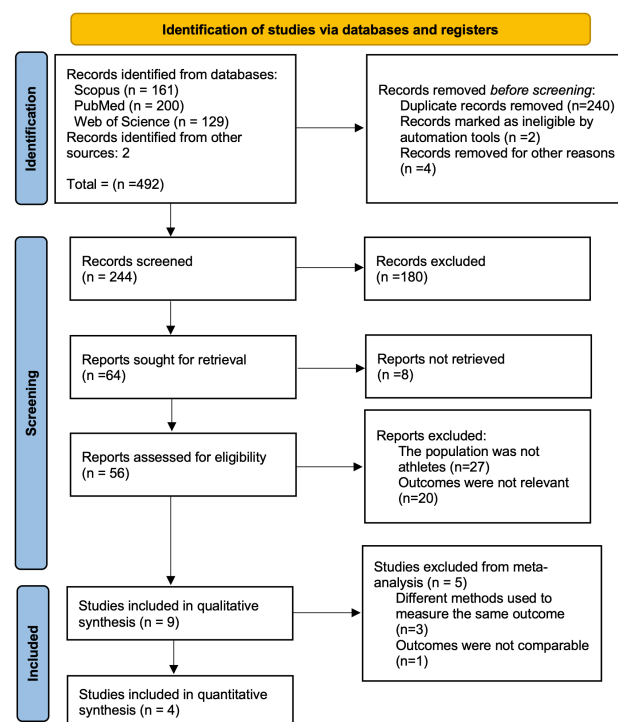 Identification of studies via databases and registers
Identification
Records identified from databases:
Scopus (n = 161)
PubMed (n = 200)
Web of Science (n = 129)
Records identified from other
sources: 2
Total = (n =492)
Records removed before screening:
Duplicate records removed (n=240)
Records marked as ineligible by
automation tools (n =2)
Records removed for other reasons
(n =4)
Screening
Records screened
(n = 244)
Records excluded
(n =180)
Reports sought for retrieval
(n =64)
Reports not retrieved
(n =8)
Reports assessed for eligibility
(n = 56)
Reports excluded:
The population was not
athletes (n=27)
Outcomes were not relevant
(n=20)
Included
Studies included in qualitative
synthesis (n = 9)
Studies excluded from meta-
analysis (n = 5)
Different methods used to
measure the same outcome
(n=3)
Outcomes were not comparable
(n=1)
Studies included in quantitative
synthesis (n = 4)